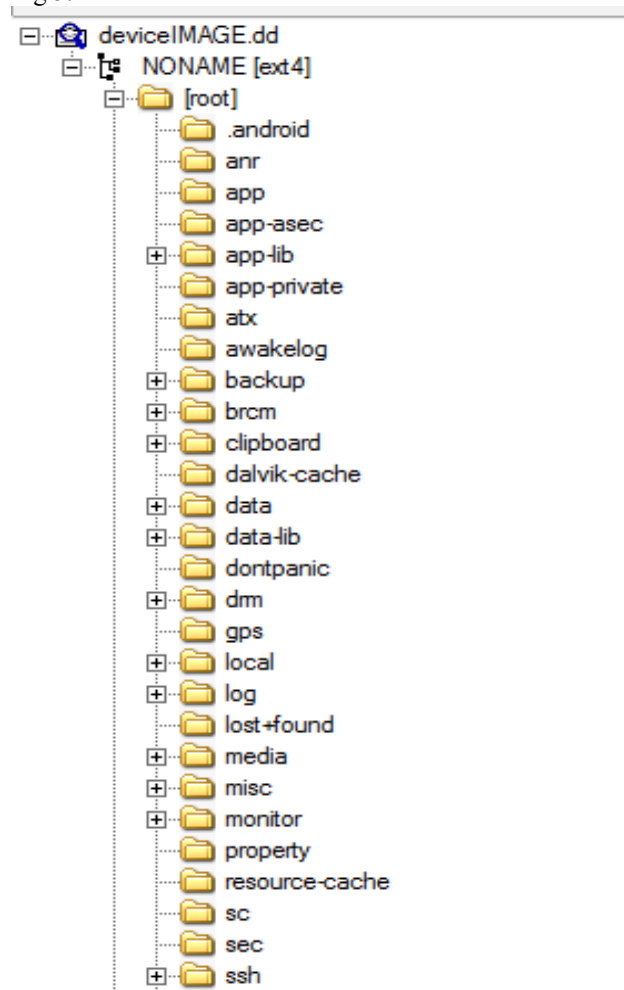 deviceIMAGE.dd
NONAME [ext4]
[root]
.android
anr
app
app-asec
app-lib
app-private
atx
awakelog
backup
brcm
clipboard
dalvik-cache
data
data-lib
dontpanic
drm
gps
local
log
lost+found
media
misc
monitor
property
resource-cache
sc
sec
ssh